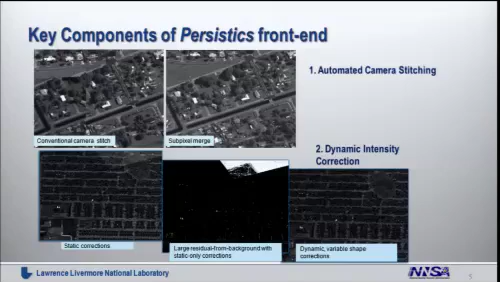 Key Components of Persistics front-end
1. Automated Camera Stitching
Conventional camera stitch
Subpixel merge
2. Dynamic Intensity
Correction
Static corrections
Large residual-from-background with
static-only corrections
Dynamic, variable shape
corrections
Lawrence Livermore National Laboratory
NNSA
5